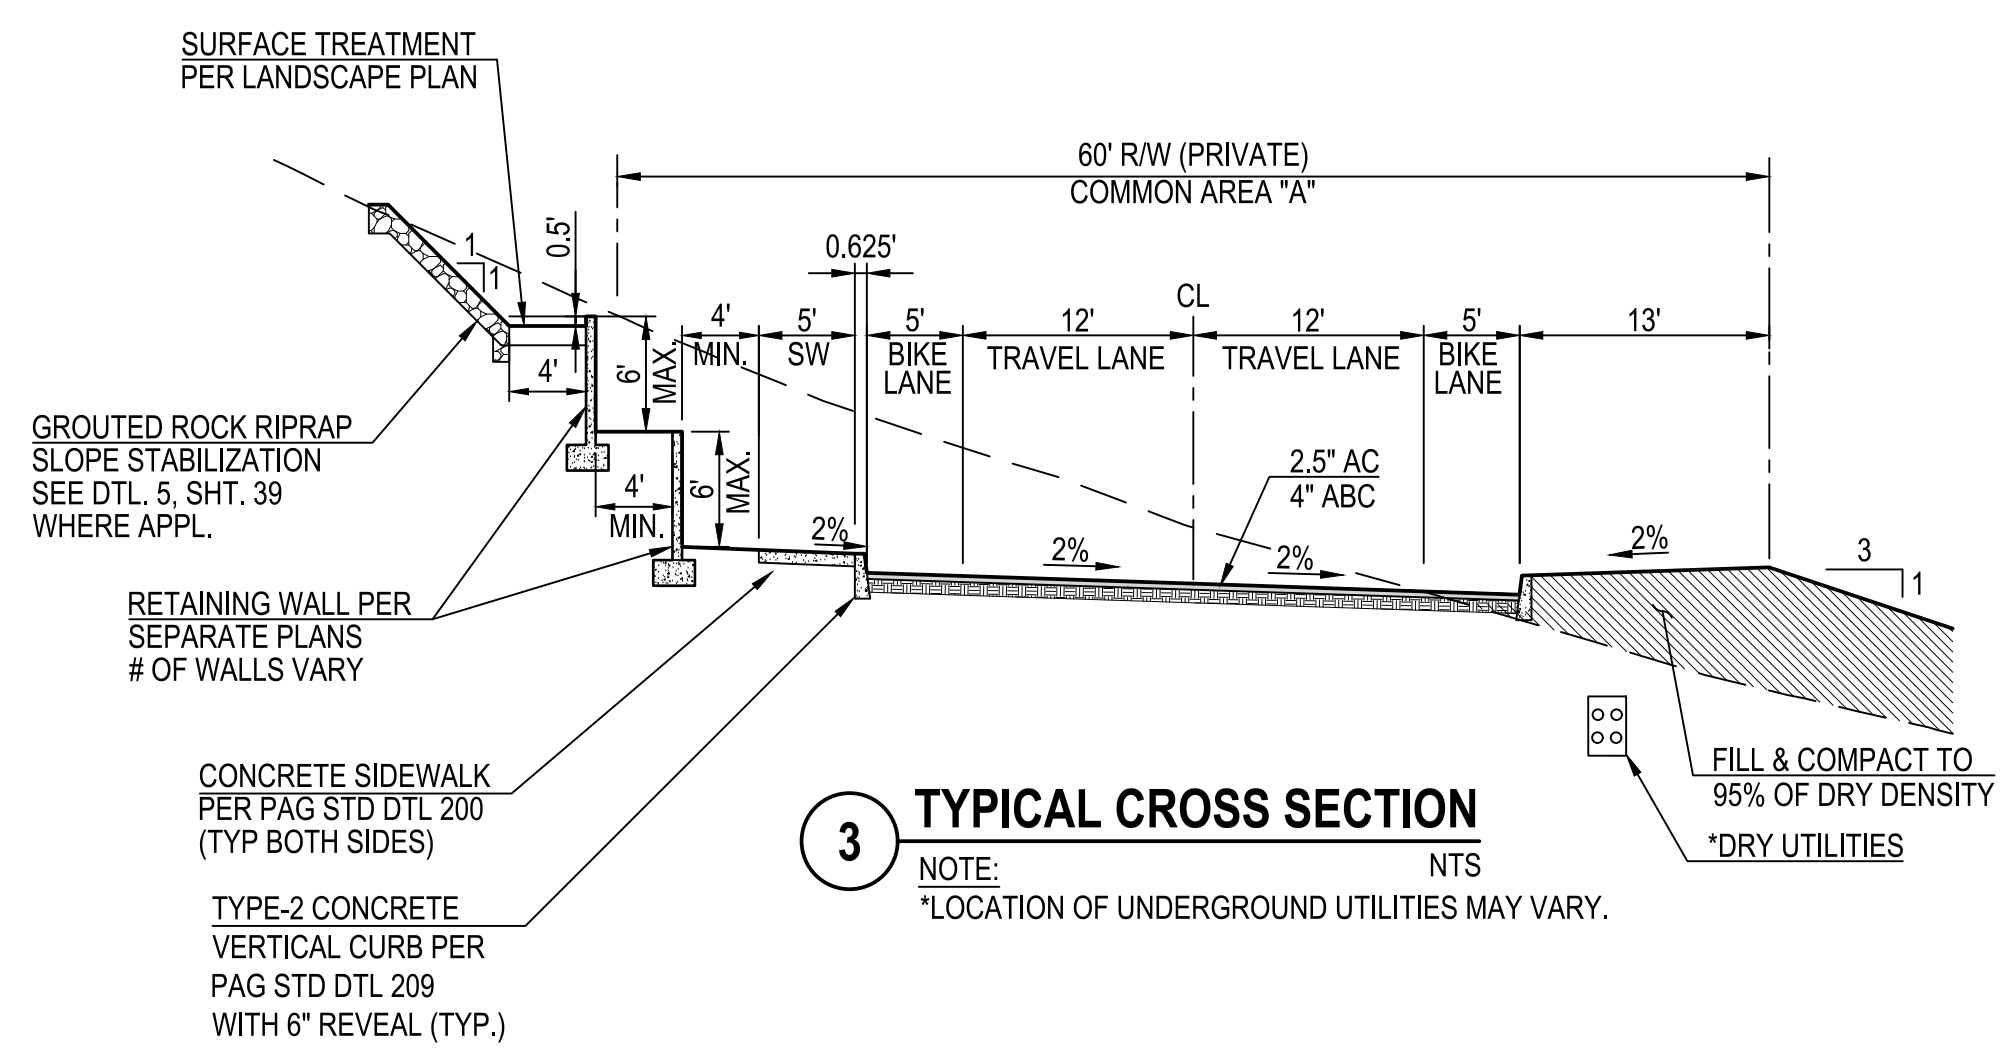 SURFACE TREATMENT
PER LANDSCAPE PLAN
60' R/W (PRIVATE)
COMMON AREA "A"
1
1
0.5'
0.625'
CL
4'
MIN.
5'
SW
5'
BIKE
LANE
12'
TRAVEL LANE
12'
TRAVEL LANE
5'
BIKE
LANE
13'
4'
6'
MAX.
GROUTED ROCK RIPRAP
SLOPE STABILIZATION
SEE DTL. 5, SHT. 39
WHERE APPL.
4'
MIN.
6'
MAX.
2.5" AC
4" ABC
2%
2%
2%
2%
3
1
RETAINING WALL PER
SEPARATE PLANS
# OF WALLS VARY
CONCRETE SIDEWALK
PER PAG STD DTL 200
(TYP BOTH SIDES)
TYPE-2 CONCRETE
VERTICAL CURB PER
PAG STD DTL 209
WITH 6" REVEAL (TYP.)
FILL & COMPACT TO
95% OF DRY DENSITY
*DRY UTILITIES
3
TYPICAL CROSS SECTION
NTS
NOTE:
*LOCATION OF UNDERGROUND UTILITIES MAY VARY.